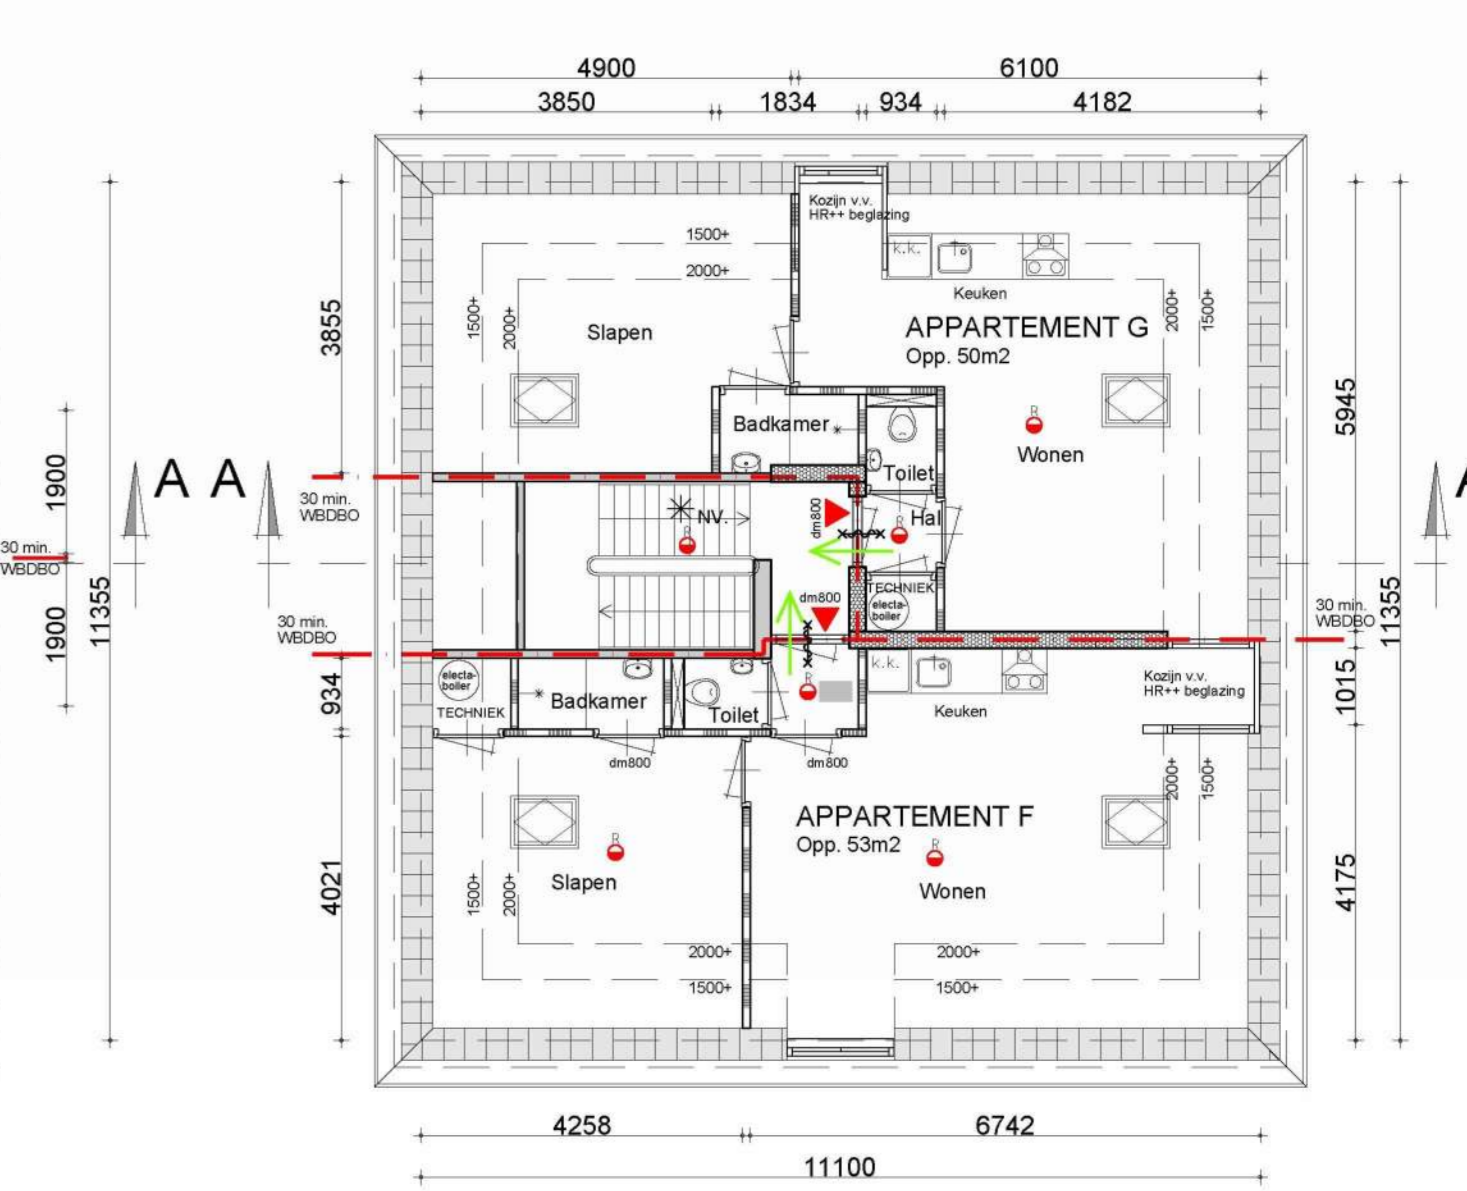 4900
6100
3850
1834
934
4182
Kozijn v.v.
HR++ beglazing
1500+
2000+
k.k.
Keuken
1500+
2000+
2000+
1500+
3855
Slapen
APPARTEMENT G
Opp. 50m2
5945
Badkamer
Toilet
Wonen
1900
A
A
30 min.
WBDBO
NV.
R
dm800
Hal
R
R
30 min.
WBDBO
11355
1900
30 min.
WBDBO
dm800
TECHNIEK
electa-
boiler
30 min.
WBDBO
11355
934
electa-
boiler
TECHNIEK
Badkamer
Toilet
R
k.k.
Keuken
Kozijn v.v.
HR++ beglazing
1015
dm800
dm800
2000+
1500+
APPARTEMENT F
Opp. 53m2
R
R
4021
Slapen
Wonen
4175
1500+
2000+
2000+
2000+
1500+
1500+
4258
6742
11100